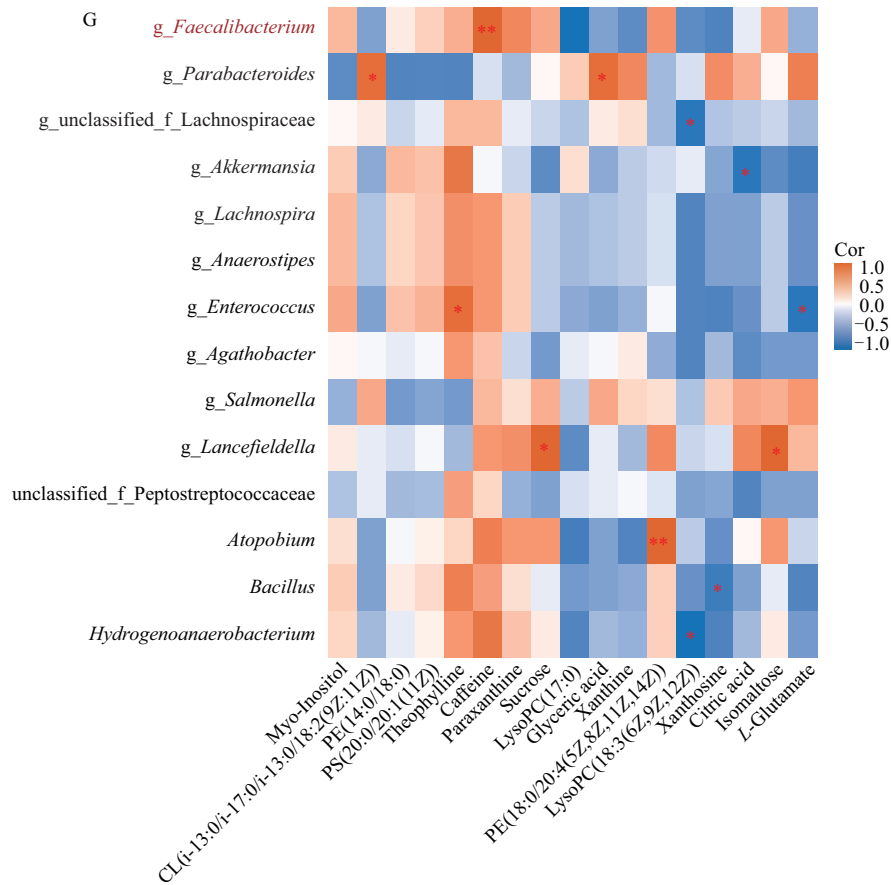 G
g_Faecalibacterium
**
g_Parabacteroides
* *
g_unclassified_f_Lachnospiraceae
*
g_Akkermansia
*
g_Lachnospira
g_Anaerostipes
g_Enterococcus
* *
g_Agathobacter
g_Salmonella
g_Lancefieldella
* *
unclassified_f_Peptostreptococcaceae
Atopobium
**
Bacillus
*
Hydrogenoanaerobacterium
*
Cor
1.0
0.5
0.0
−0.5
−1.0
Myo-Inositol
CL(i-13:0/i-17:0/i-13:0/18:2(9Z:11Z))
PE(14:0/18:0)
PS(20:0/20:1(11Z))
Theophylline
Caffeine
Paraxanthine
Sucrose
LysoPC(17:0)
Glyceric acid
Xanthine
PE(18:0/20:4(5Z,8Z,11Z,14Z))
LysoPC(18:3(6Z,9Z,12Z))
Xanthosine
Citric acid
Isomaltose
L-Glutamate